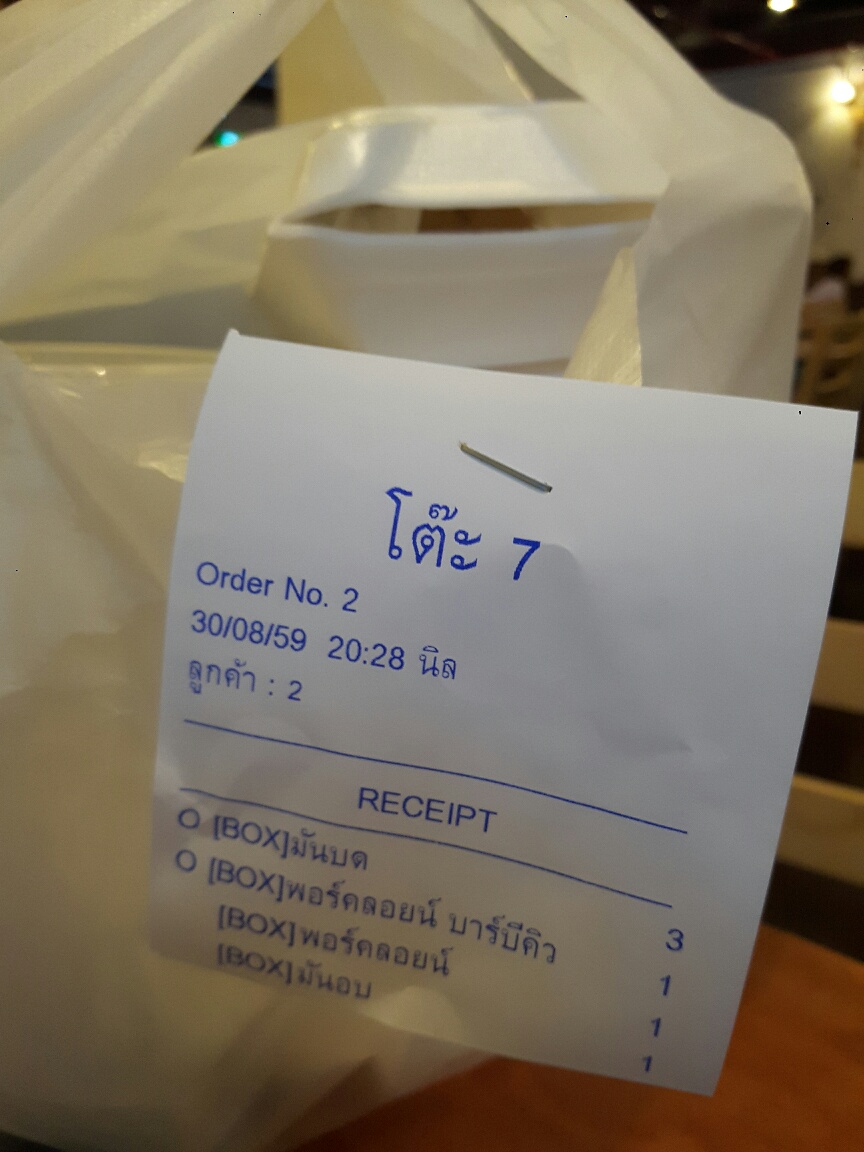 โต๊ะ 7
Order No. 2
30/08/59 20:28 นิล
ลูกค้า : 2
RECEIPT
O [BOX]มันบด 3
O [BOX]พอร์คลอยน์ บาร์บีคิว 1
[BOX]พอร์คลอยน์ 1
[BOX]มันอบ 1